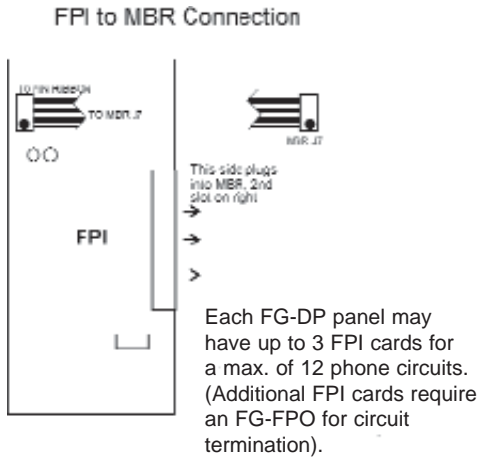 FPI to MBR Connection
10 PIN RIBBON
TO MBR J7
MBR J7
This side plugs
into MBR, 2nd
slot on right
FPI
Each FG-DP panel may
have up to 3 FPI cards for
a max. of 12 phone circuits.
(Additional FPI cards require
an FG-FPO for circuit
termination).